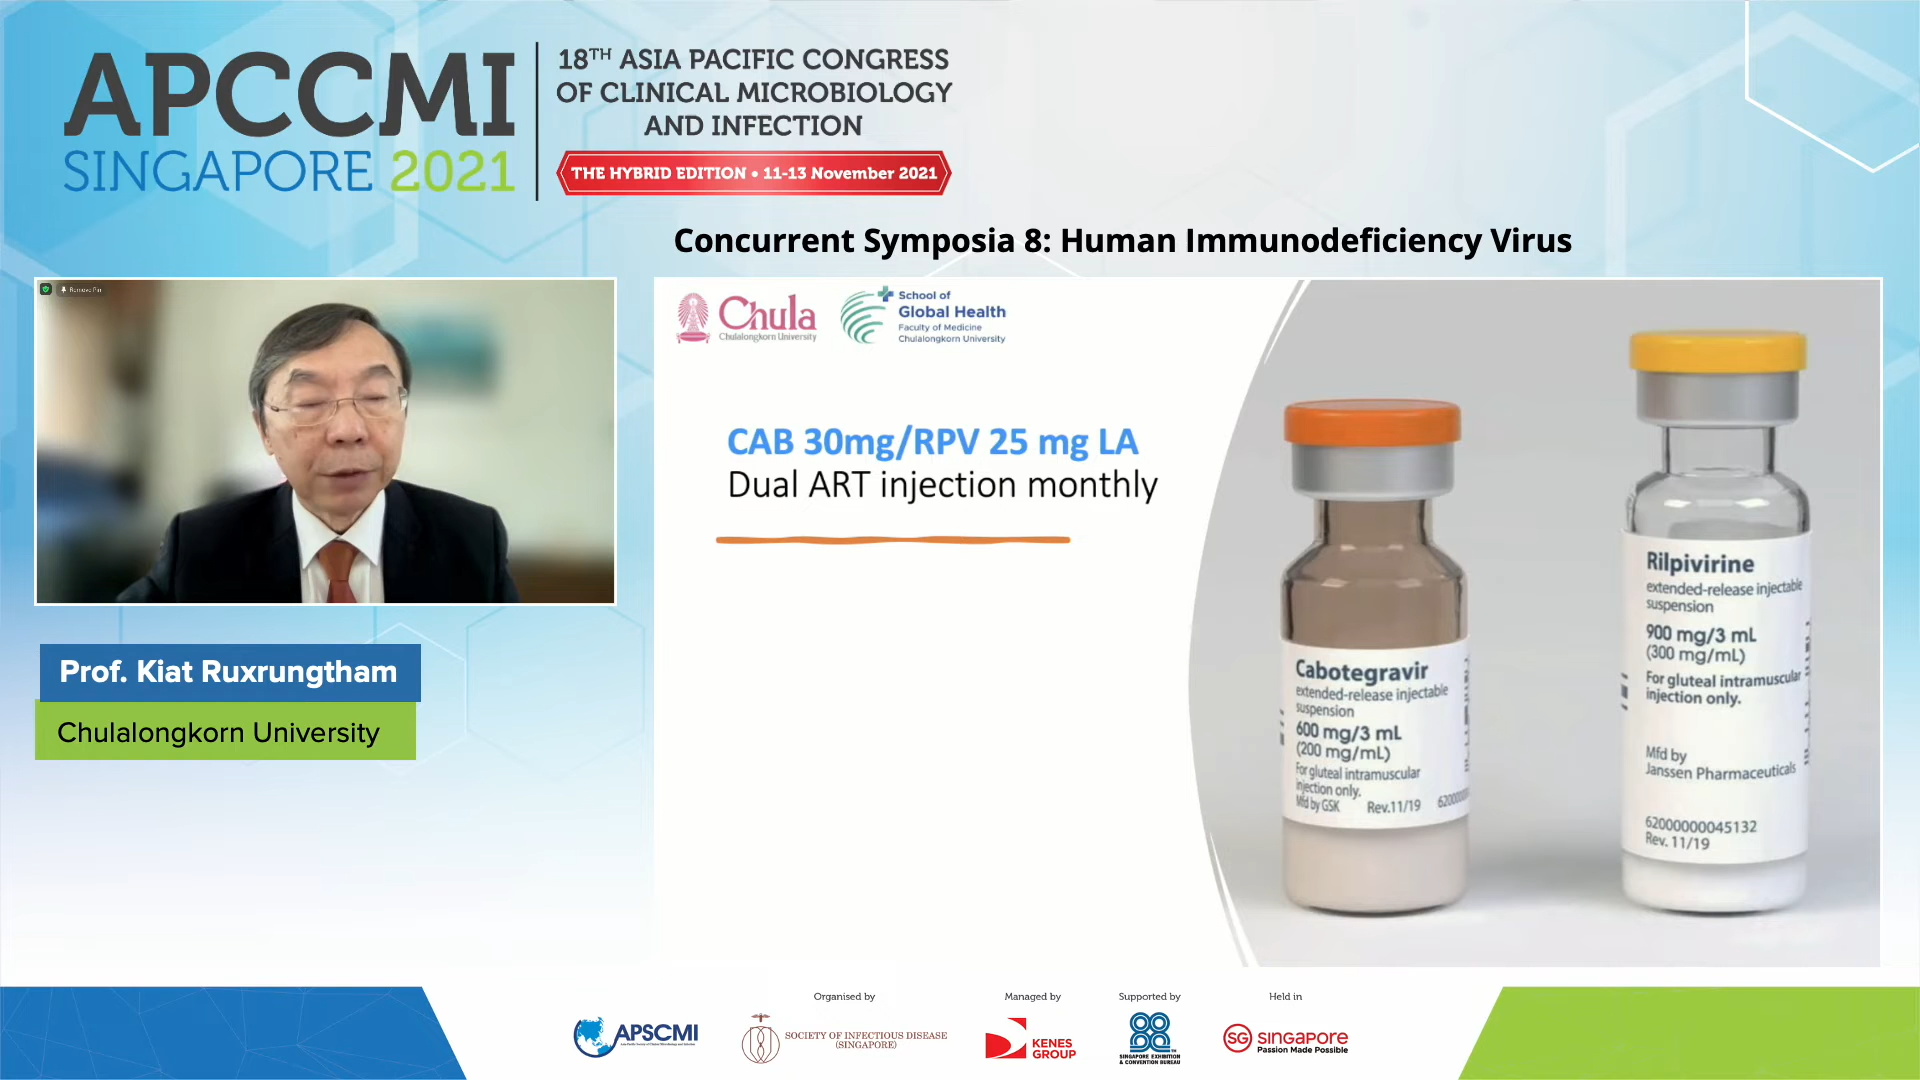 APCCMI
SINGAPORE 2021
18TH ASIA PACIFIC CONGRESS
OF CLINICAL MICROBIOLOGY
AND INFECTION
THE HYBRID EDITION • 11-13 November 2021
Concurrent Symposia 8: Human Immunodeficiency Virus
Remove Pin
Prof. Kiat Ruxrungtham
Chulalongkorn University
Chula
Chulalongkorn University
School of
Global Health
Faculty of Medicine
Chulalongkorn University
CAB 30mg/RPV 25 mg LA
Dual ART injection monthly
Cabotegravir
extended-release injectable
suspension
600 mg/3 mL
(200 mg/mL)
For gluteal intramuscular
injection only.
Mfd by GSK Rev.11/19
Rilpivirine
extended-release injectable
suspension
900 mg/3 mL
(300 mg/mL)
For gluteal intramuscular
injection only.
Mfd by
Janssen Pharmaceuticals
62000000045132
Rev. 11/19
APSCMI
Organised by
SOCIETY OF INFECTIOUS DISEASE
(SINGAPORE)
Managed by
KENES
GROUP
Supported by
SINGAPORE EXHIBITION
& CONVENTION BUREAU
Held in
SG SINGAPORE
Passion Made Possible